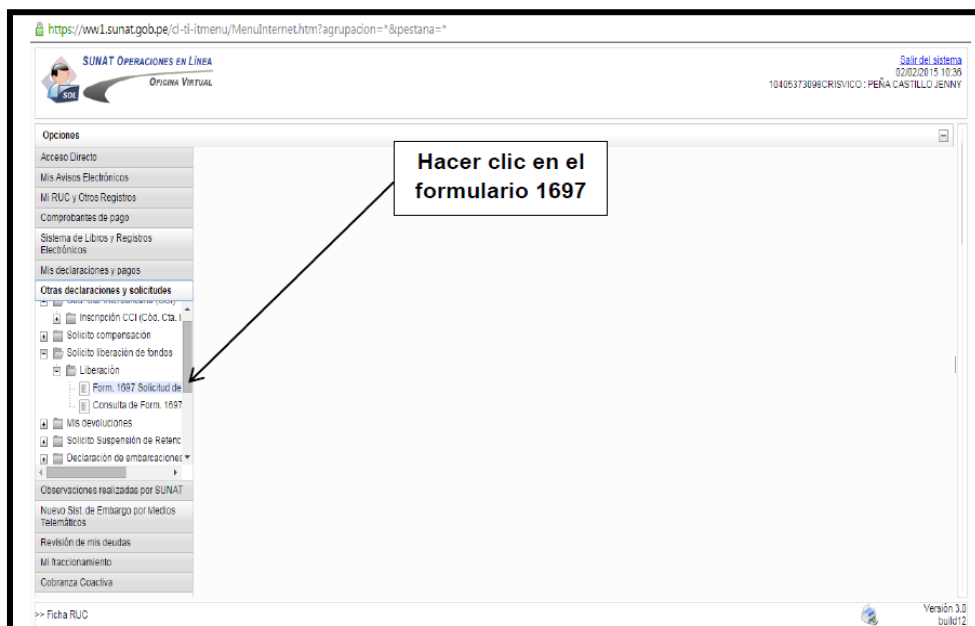 https://ww1.sunat.gob.pe/cl-ti-itmenu/MenuInternet.htm?agrupacion=*&pestana=*
SUNAT OPERACIONES EN LÍNEA
OFICINA VIRTUAL
SOL
Salir del sistema
02/02/2015 10:36
10405373098CRISVICO : PEÑA CASTILLO JENNY
Opciones
Acceso Directo
Mis Avisos Electrónicos
Mi RUC y Otros Registros
Comprobantes de pago
Sistema de Libros y Registros
Electrónicos
Mis declaraciones y pagos
Otras declaraciones y solicitudes
Inscripción CCI (Cód. Cta. I
Solicito compensación
Solicito liberación de fondos
Liberación
Form. 1697 Solicitud de
Consulta de Form. 1697
Mis devoluciones
Solicito Suspensión de Retenc
Declaración de embarcaciones
Observaciones realizadas por SUNAT
Nuevo Sist. de Embargo por Medios
Telemáticos
Revisión de mis deudas
Mi fraccionamiento
Cobranza Coactiva
Hacer clic en el
formulario 1697
>> Ficha RUC
Versión 3.0
build12